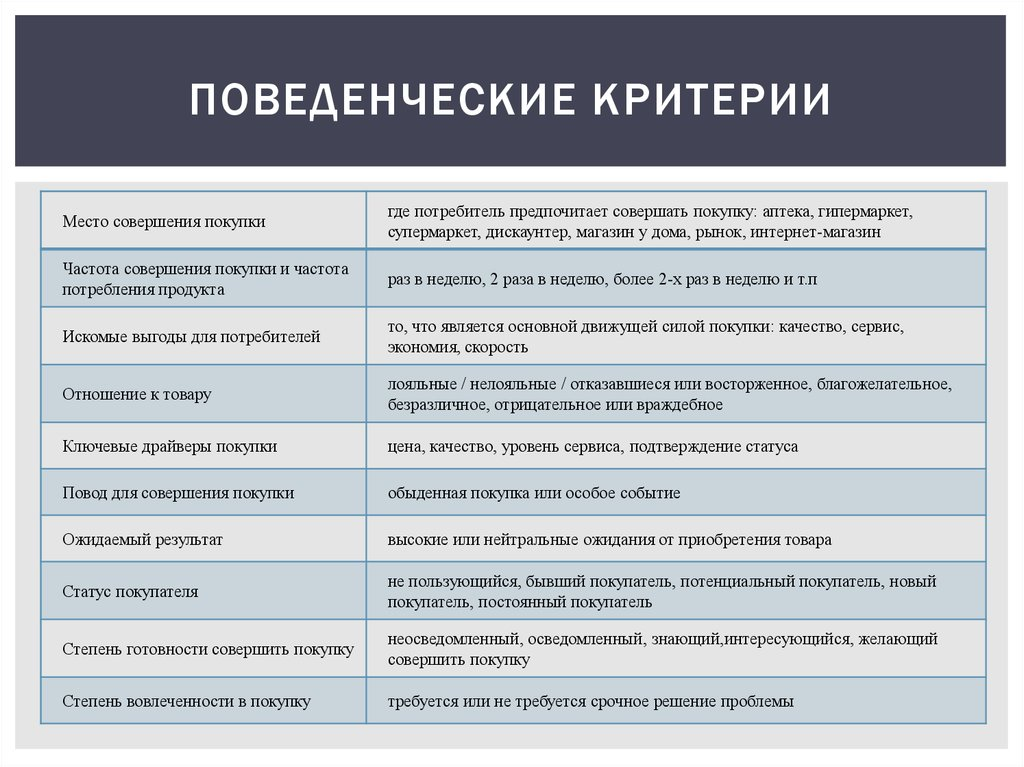 ПОВЕДЕНЧЕСКИЕ КРИТЕРИИ
Место совершения покупки
где потребитель предпочитает совершать покупку: аптека, гипермаркет,
супермаркет, дискаунтер, магазин у дома, рынок, интернет-магазин
Частота совершения покупки и частота
потребления продукта
раз в неделю, 2 раза в неделю, более 2-х раз в неделю и т.п
Искомые выгоды для потребителей
то, что является основной движущей силой покупки: качество, сервис,
экономия, скорость
Отношение к товару
лояльные / нелояльные / отказавшиеся или восторженное, благожелательное,
безразличное, отрицательное или враждебное
Ключевые драйверы покупки
цена, качество, уровень сервиса, подтверждение статуса
Повод для совершения покупки
обыденная покупка или особое событие
Ожидаемый результат
высокие или нейтральные ожидания от приобретения товара
Статус покупателя
не пользующийся, бывший покупатель, потенциальный покупатель, новый
покупатель, постоянный покупатель
Степень готовности совершить покупку
неосведомленный, осведомленный, знающий,интересующийся, желающий
совершить покупку
Степень вовлеченности в покупку
требуется или не требуется срочное решение проблемы